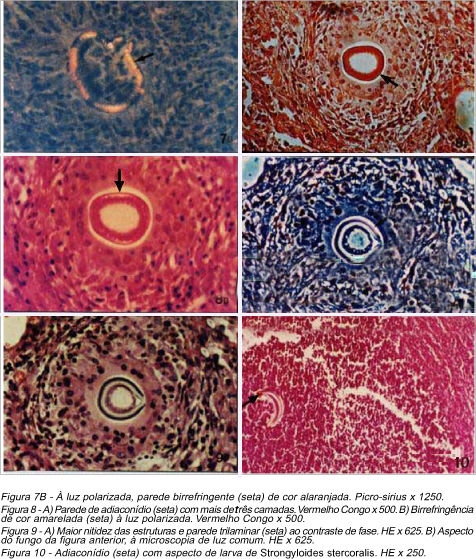 7
8
8B
9
10
Figura 7B - À luz polarizada, parede birrefringente (seta) de cor alaranjada. Picro-sirius x 1250.
Figura 8 - A) Parede de adiaconídio (seta) com mais de três camadas. Vermelho Congo x 500. B) Birrefringência
de cor amarelada (seta) à luz polarizada. Vermelho Congo x 500.
Figura 9 - A) Maior nitidez das estruturas e parede trilaminar (seta) ao contraste de fase. HE x 625. B) Aspecto
do fungo da figura anterior, à microscopia de luz comum. HE x 625.
Figura 10 - Adiaconídio (seta) com aspecto de larva de Strongyloides stercoralis. HE x 250.